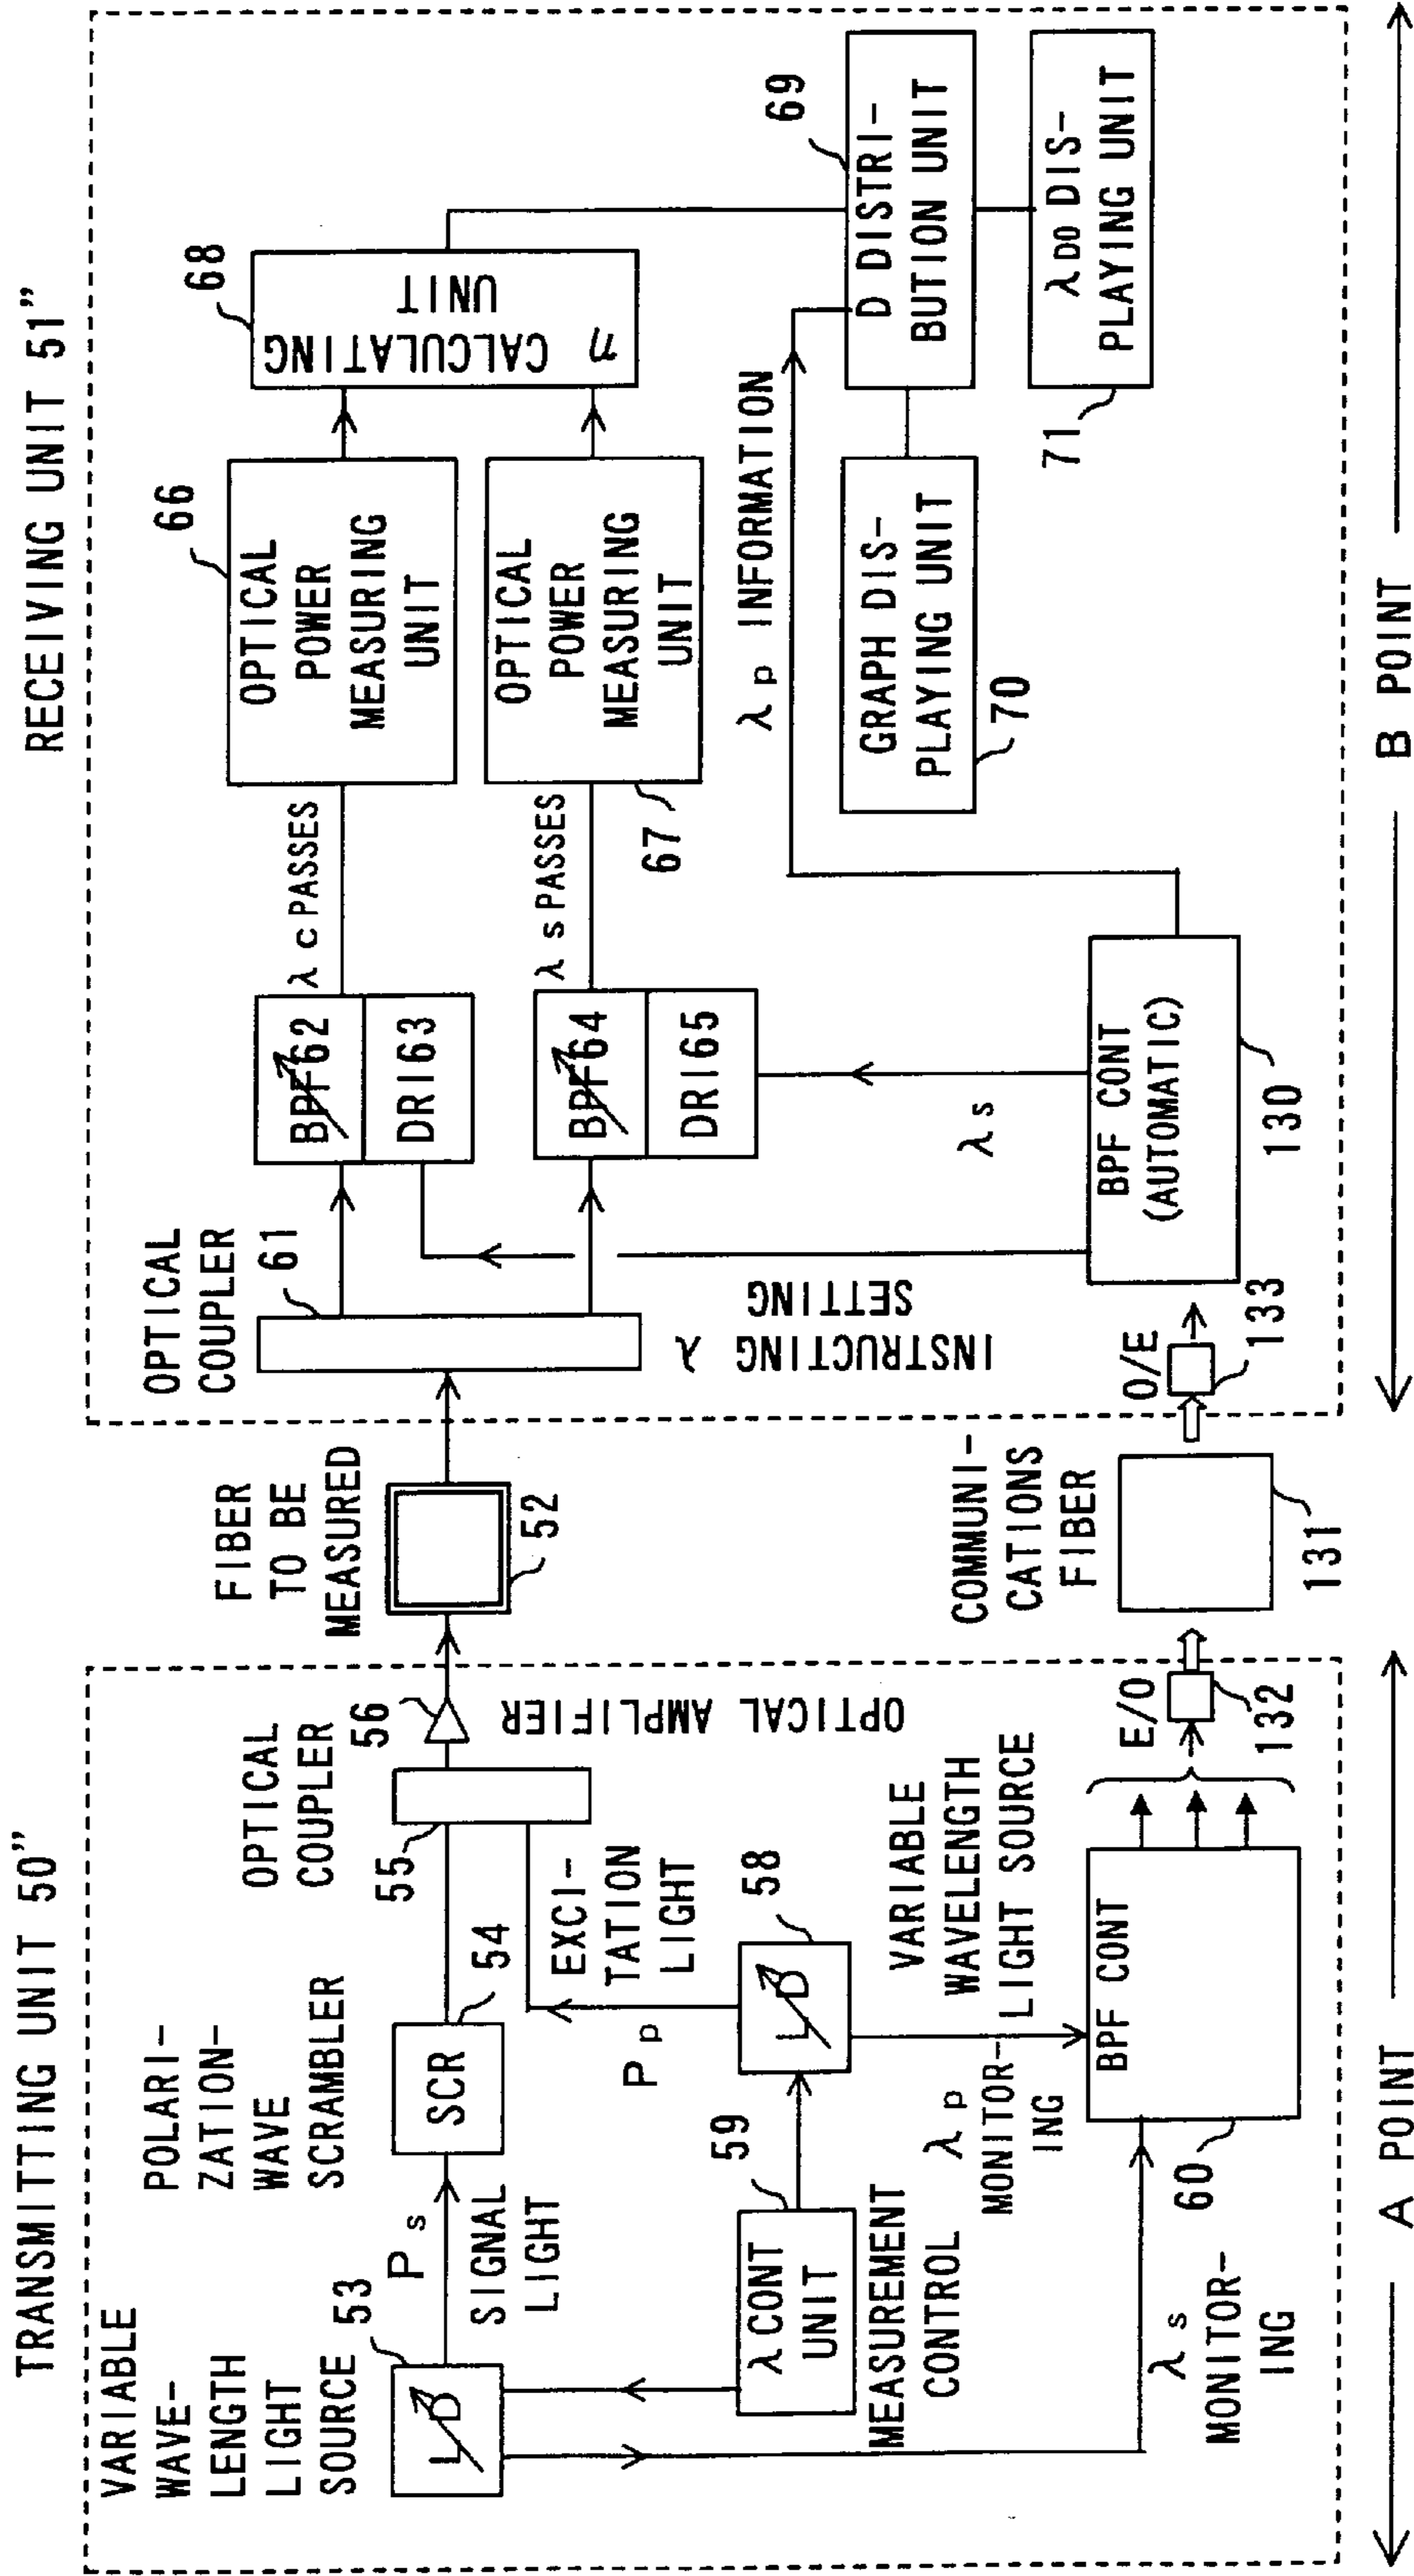 TRANSMITTING UNIT 50"
RECEIVING UNIT 51"
VARIABLE
WAVE-
LENGTH
LIGHT
SOURCE
53
LD
Ps
SIGNAL
LIGHT
POLARI-
ZATION-
WAVE
SCRAMBLER
SCR
54
OPTICAL
COUPLER
55
56
OPTICAL AMPLIFIER
EXCI-
TATION
LIGHT
Pp
LD
58
VARIABLE
WAVELENGTH
LIGHT SOURCE
λ CONT
UNIT
59
MEASUREMENT
CONTROL
λp
MONITOR-
ING
λs
MONITOR-
ING
BPF CONT
60
E/O
132
FIBER
TO BE
MEASURED
52
COMMUNI-
CATIONS
FIBER
131
O/E
133
OPTICAL
COUPLER
61
INSTRUCTING λ
SETTING
BPF62
DRI63
λc PASSES
BPF64
DRI65
λs PASSES
λs
BPF CONT
(AUTOMATIC)
130
OPTICAL
POWER
MEASURING
UNIT
66
OPTICAL
POWER
MEASURING
UNIT
67
η CALCULATING
UNIT
68
λp INFORMATION
D DISTRI-
BUTION UNIT
69
GRAPH DIS-
PLAYING UNIT
70
λD0 DIS-
PLAYING UNIT
71
A POINT
B POINT